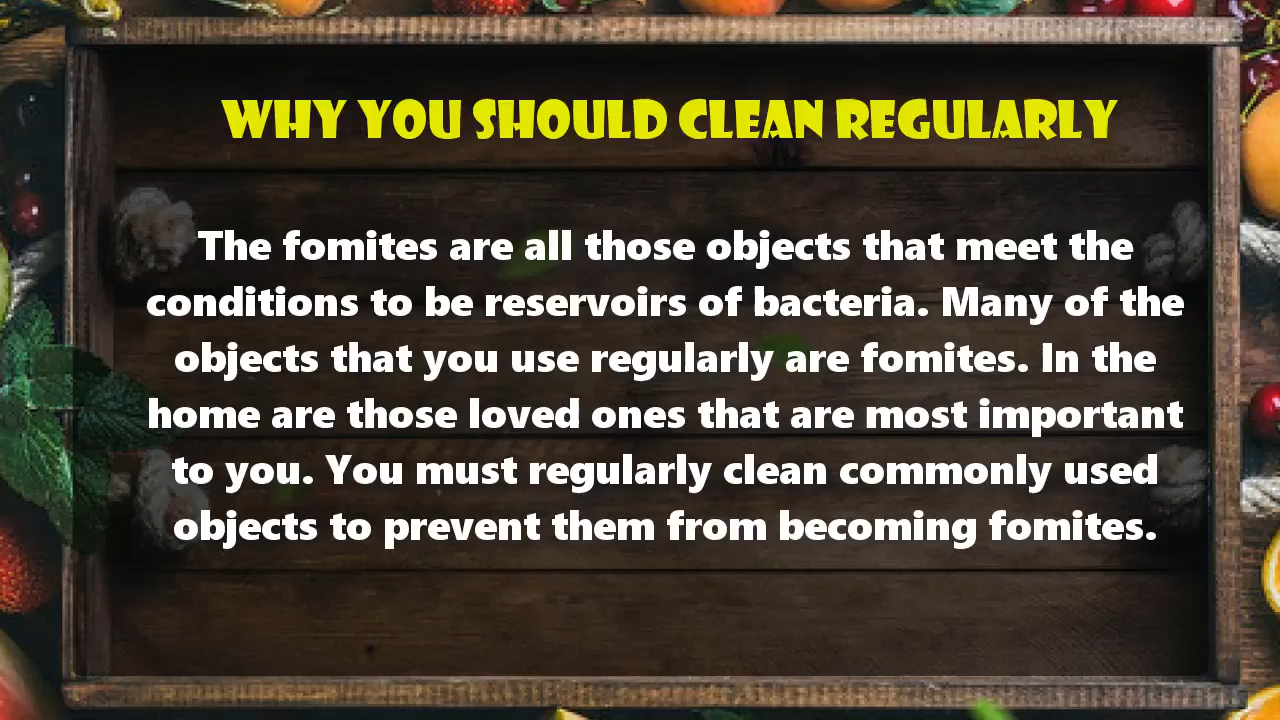 WHY YOU SHOULD CLEAN REGULARLY
The fomites are all those objects that meet the
conditions to be reservoirs of bacteria. Many of the
objects that you use regularly are fomites. In the
home are those loved ones that are most important
to you. You must regularly clean commonly used
objects to prevent them from becoming fomites.